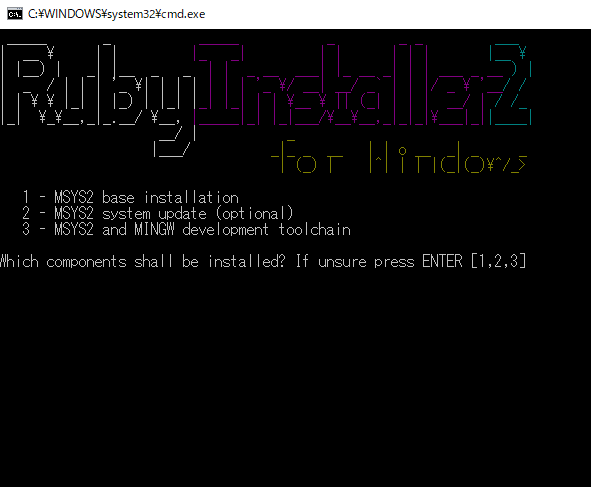 C:¥WINDOWS¥system32¥cmd.exe
RubyInstaller2
for Windows
1 - MSYS2 base installation
2 - MSYS2 system update (optional)
3 - MSYS2 and MINGW development toolchain
Which components shall be installed? If unsure press ENTER [1,2,3]